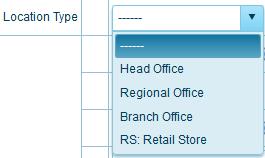 Location Type ------
------
Head Office
Regional Office
Branch Office
RS: Retail Store